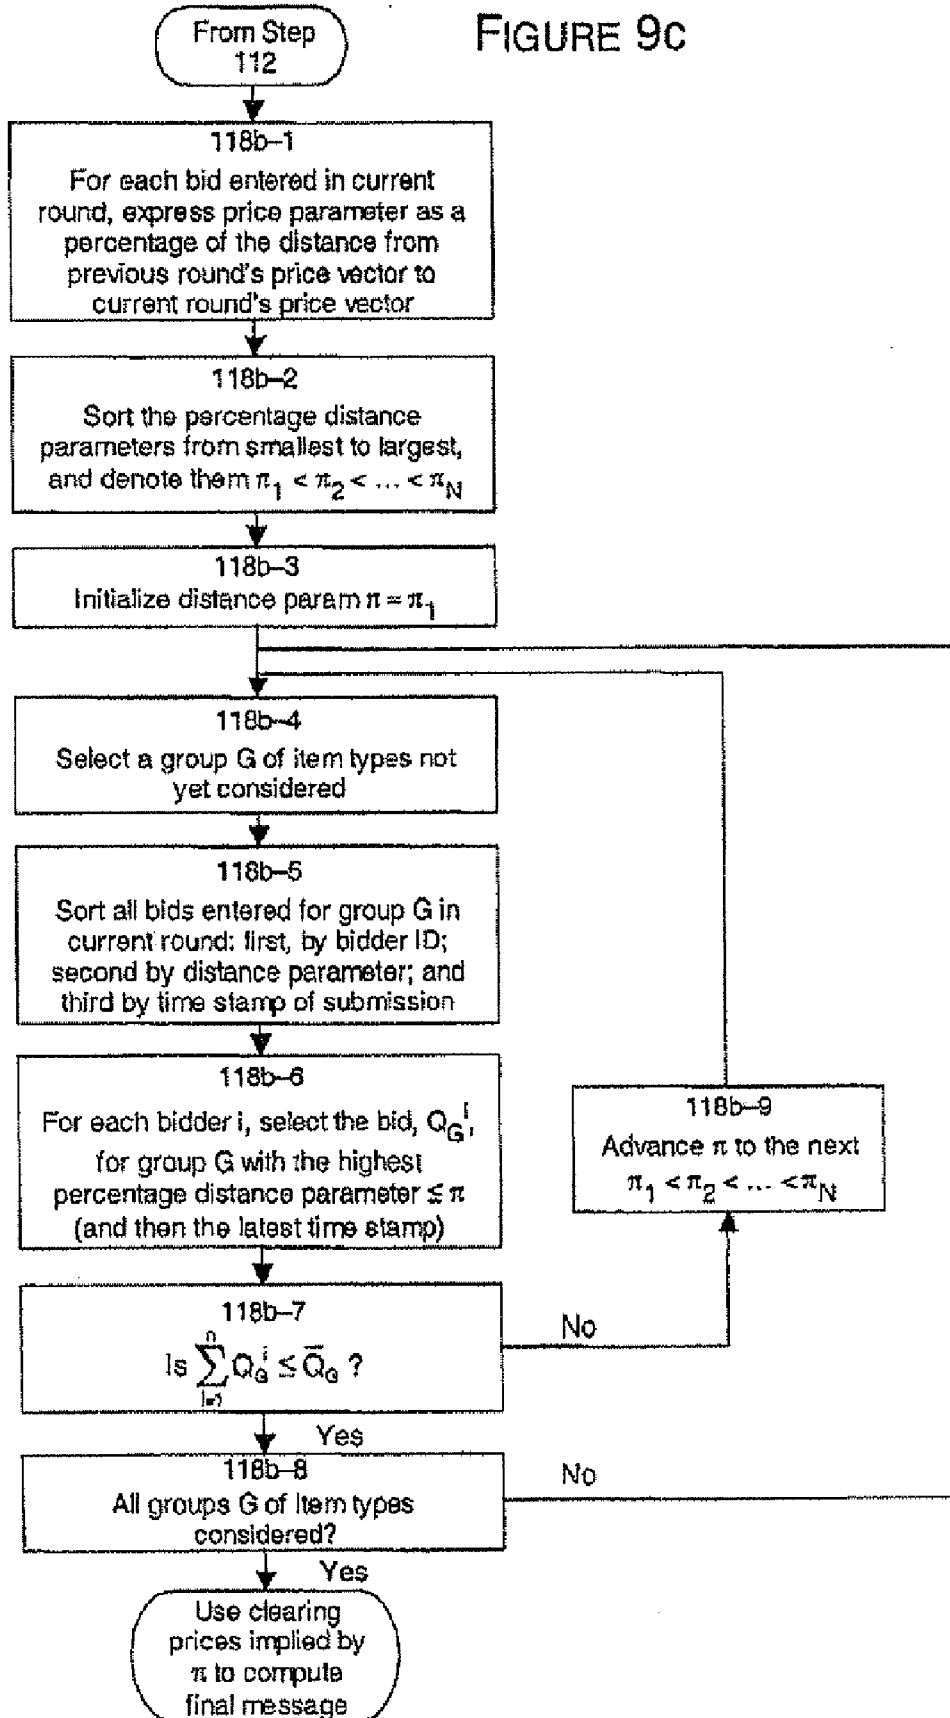 FIGURE 9c
From Step
112
118b–1
For each bid entered in current
round, express price parameter as a
percentage of the distance from
previous round's price vector to
current round's price vector
118b–2
Sort the percentage distance
parameters from smallest to largest,
and denote them π₁ < π₂ < ... < π_N
118b–3
Initialize distance param π = π₁
118b–4
Select a group G of item types not
yet considered
118b–5
Sort all bids entered for group G in
current round: first, by bidder ID;
second by distance parameter; and
third by time stamp of submission
118b–6
For each bidder i, select the bid, Q_G^i,
for group G with the highest
percentage distance parameter ≤ π
(and then the latest time stamp)
118b–9
Advance π to the next
π₁ < π₂ < ... < π_N
118b–7
Is ∑_{i=1}^n Q_G^i ≤ Q̄_G ?
No
Yes
118b–8
All groups G of item types
considered?
No
Yes
Use clearing
prices implied by
π to compute
final message